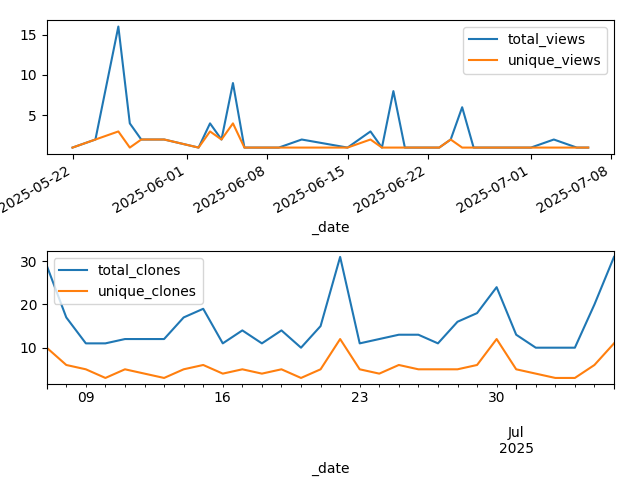 15
10
5
total_views
unique_views
2025-05-22
2025-06-01
2025-06-08
2025-06-15
2025-06-22
2025-07-01
2025-07-08
_date
30
20
10
total_clones
unique_clones
09
16
23
30
Jul
2025
_date